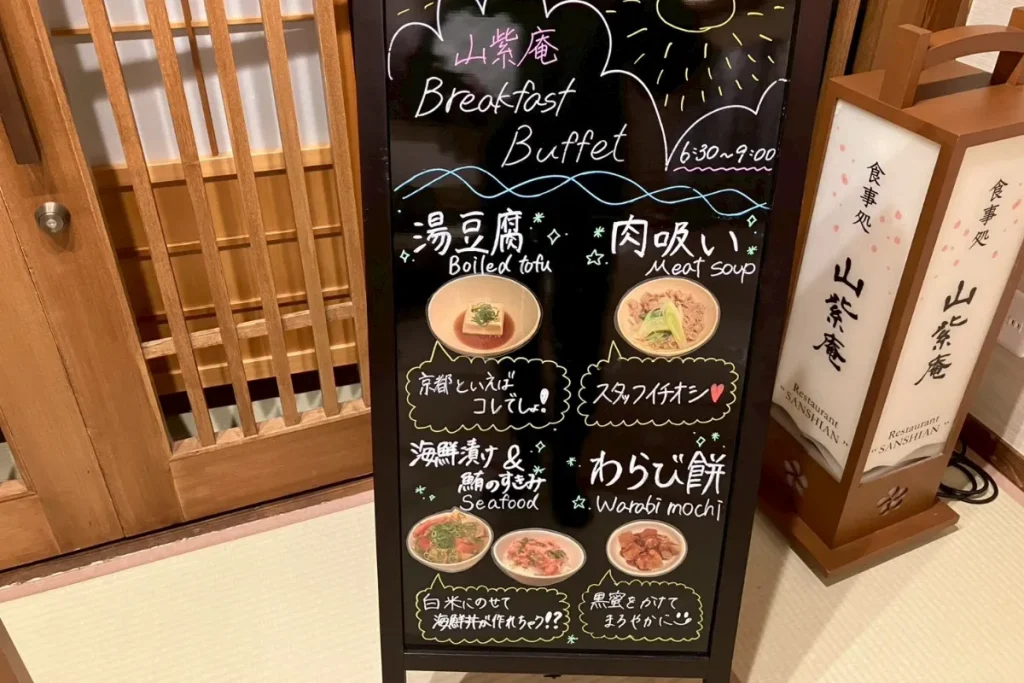 山紫庵
Breakfast
Buffet
6:30~9:00
湯豆腐
Boiled tofu
肉吸い
Meat soup
京都といえば
コレでしょ!
スタッフイチオシ♥
海鮮漬け&
鮪のすきみ
Seafood
わらび餅
Warabi mochi
白米にのせて
海鮮丼が作れちゃう!?
黒蜜をかけて
まろやかに
食事処
山紫庵
Restaurant
"SANSHIAN"
食事処
山紫庵
Restaurant
"SANSHIAN"